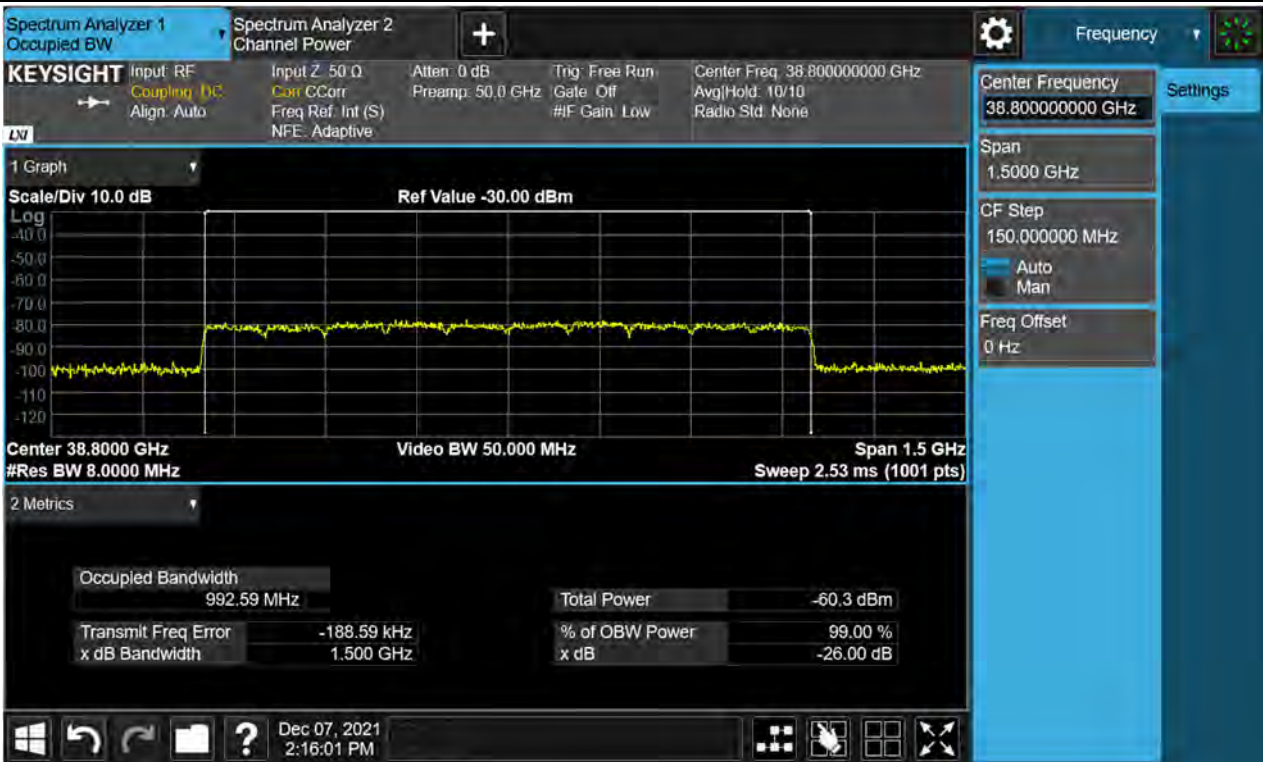 Spectrum Analyzer 1
Occupied BW
Spectrum Analyzer 2
Channel Power
+
Frequency
KEYSIGHT
LXI
Input: RF
Coupling: DC
Align: Auto
Input Z: 50 Ω
Corr CCorr
Freq Ref: Int (S)
NFE: Adaptive
Atten: 0 dB
Preamp: 50.0 GHz
Trig: Free Run
Gate: Off
#IF Gain: Low
Center Freq: 38.800000000 GHz
Avg|Hold: 10/10
Radio Std: None
Center Frequency
38.800000000 GHz
Settings
Span
1.5000 GHz
CF Step
150.000000 MHz
Auto
Man
Freq Offset
0 Hz
1 Graph
Scale/Div 10.0 dB
Ref Value -30.00 dBm
Log
-40.0
-50.0
-60.0
-70.0
-80.0
-90.0
-100
-110
-120
Center 38.8000 GHz
Video BW 50.000 MHz
Span 1.5 GHz
#Res BW 8.0000 MHz
Sweep 2.53 ms (1001 pts)
2 Metrics
Occupied Bandwidth
992.59 MHz
Total Power -60.3 dBm
Transmit Freq Error -188.59 kHz
% of OBW Power 99.00 %
x dB Bandwidth 1.500 GHz
x dB -26.00 dB
?
Dec 07, 2021
2:16:01 PM